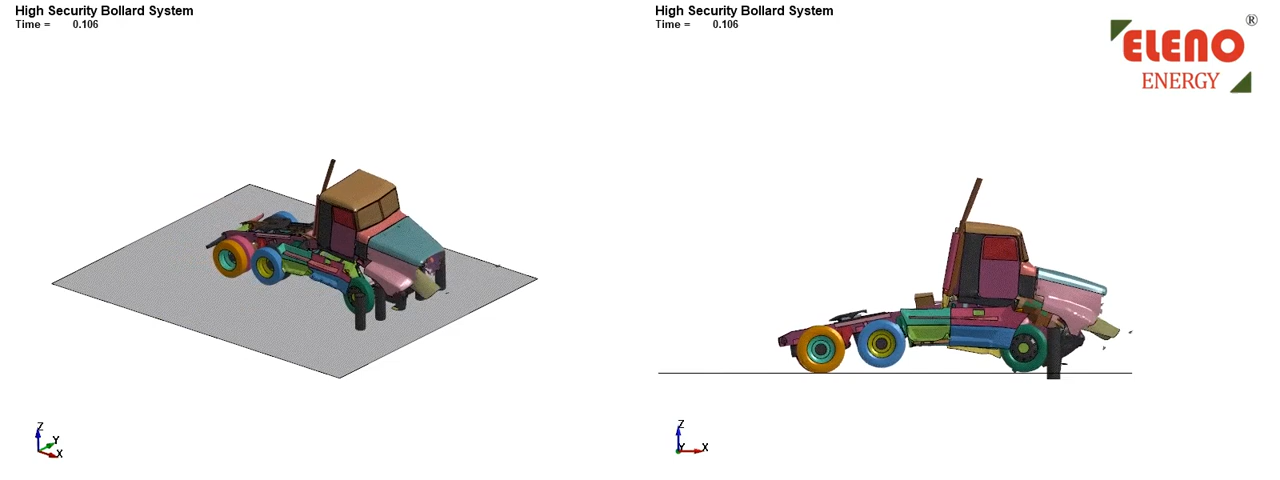 High Security Bollard System
Time = 0.106
High Security Bollard System
Time = 0.106
ELENO ®
ENERGY
Z
Y
X
Z
Y
X